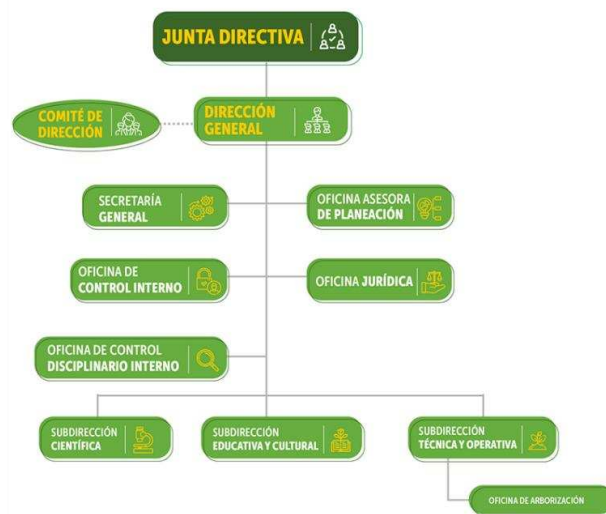 JUNTA DIRECTIVA
COMITÉ DE
DIRECCIÓN
DIRECCIÓN
GENERAL
SECRETARÍA
GENERAL
OFICINA ASESORA
DE PLANEACIÓN
OFICINA DE
CONTROL INTERNO
OFICINA JURÍDICA
OFICINA DE CONTROL
DISCIPLINARIO INTERNO
SUBDIRECCIÓN
CIENTÍFICA
SUBDIRECCIÓN
EDUCATIVA Y CULTURAL
SUBDIRECCIÓN
TÉCNICA Y OPERATIVA
OFICINA DE ARBORIZACIÓN